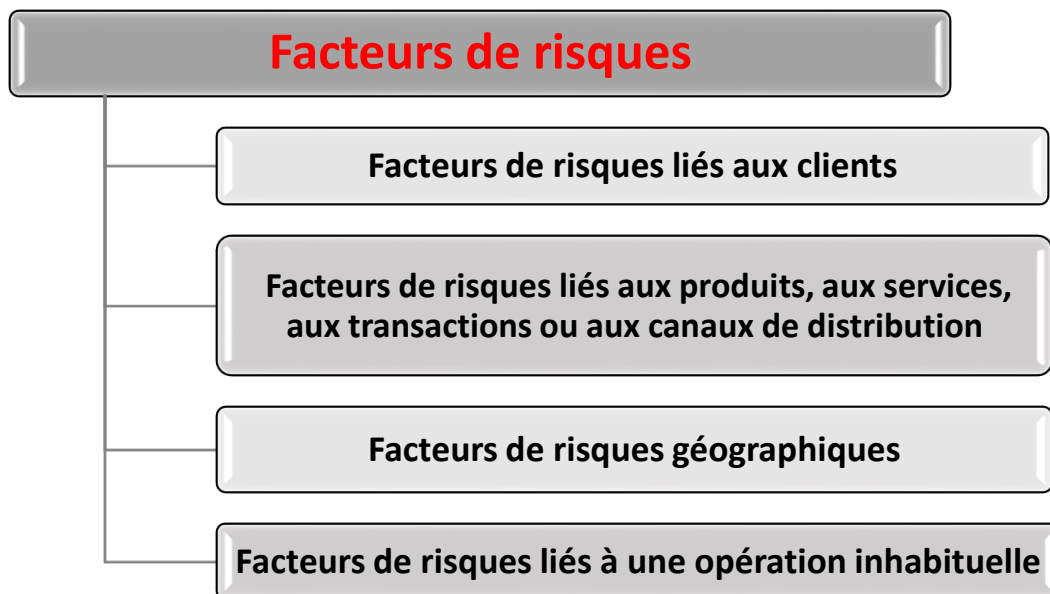 Facteurs de risques
Facteurs de risques liés aux clients
Facteurs de risques liés aux produits, aux services,
aux transactions ou aux canaux de distribution
Facteurs de risques géographiques
Facteurs de risques liés à une opération inhabituelle